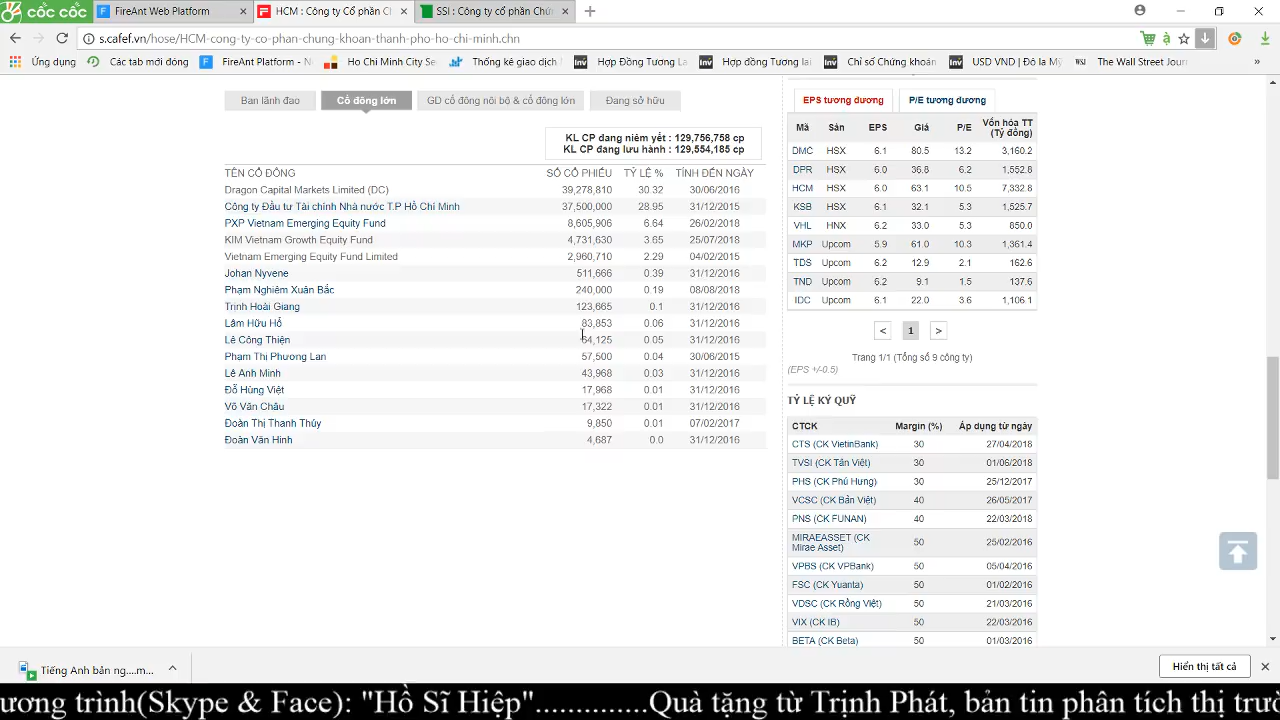 cốc cốc
FireAnt Web Platform
HCM : Công ty Cổ phần Ch
SSI : Công ty cổ phần Chứn
s.cafef.vn/hose/HCM-cong-ty-co-phan-chung-khoan-thanh-pho-ho-chi-minh.chn
Ứng dụng
Các tab mới đóng
FireAnt Platform - N
Ho Chi Minh City Se
Thống kê giao dịch
Hợp Đồng Tương La
Hợp đồng tương lai
Chỉ số Chứng khoán
USD VND | Đô la Mỹ
The Wall Street Jour
Ban lãnh đạo
Cổ đông lớn
GD cổ đông nội bộ & cổ đông lớn
Đang sở hữu
KL CP đang niêm yết : 129,756,758 cp
KL CP đang lưu hành : 129,554,185 cp
TÊN CỔ ĐÔNG SỐ CỔ PHIẾU TỶ LỆ % TÍNH ĐẾN NGÀY
Dragon Capital Markets Limited (DC) 39,278,810 30.32 30/06/2016
Công ty Đầu tư Tài chính Nhà nước T.P Hồ Chí Minh 37,500,000 28.95 31/12/2015
PXP Vietnam Emerging Equity Fund 8,605,906 6.64 26/02/2018
KIM Vietnam Growth Equity Fund 4,731,630 3.65 25/07/2018
Vietnam Emerging Equity Fund Limited 2,960,710 2.29 04/02/2015
Johan Nyvene 511,666 0.39 31/12/2016
Phạm Nghiêm Xuân Bắc 240,000 0.19 08/08/2018
Trịnh Hoài Giang 123,665 0.1 31/12/2016
Lâm Hữu Hổ 83,853 0.06 31/12/2016
Lê Công Thiện 64,125 0.05 31/12/2016
Phạm Thị Phương Lan 57,500 0.04 30/06/2015
Lê Anh Minh 43,968 0.03 31/12/2016
Đỗ Hùng Việt 17,968 0.01 31/12/2016
Võ Văn Châu 17,322 0.01 31/12/2016
Đoàn Thị Thanh Thúy 9,850 0.01 07/02/2017
Đoàn Văn Hinh 4,687 0.0 31/12/2016
EPS tương đương
P/E tương đương
Mã Sàn EPS Giá P/E Vốn hóa TT (Tỷ đồng)
DMC HSX 6.1 80.5 13.2 3,160.2
DPR HSX 6.0 36.8 6.2 1,552.8
HCM HSX 6.0 63.1 10.5 7,332.8
KSB HSX 6.1 32.1 5.3 1,525.7
VHL HNX 6.2 33.0 5.3 850.0
MKP Upcom 5.9 61.0 10.3 1,361.4
TDS Upcom 6.2 12.9 2.1 162.6
TND Upcom 6.2 9.1 1.5 137.6
IDC Upcom 6.1 22.0 3.6 1,106.1
< 1 >
Trang 1/1 (Tổng số 9 công ty)
(EPS +/-0.5)
TỶ LỆ KÝ QUỸ
CTCK Margin (%) Áp dụng từ ngày
CTS (CK VietinBank) 30 27/04/2018
TVSI (CK Tân Việt) 30 01/06/2018
PHS (CK Phú Hưng) 30 25/12/2017
VCSC (CK Bản Việt) 40 26/05/2017
PNS (CK FUNAN) 40 22/03/2018
MIRAEASSET (CK Mirae Asset) 50 25/02/2016
VPBS (CK VPBank) 50 05/04/2016
FSC (CK Yuanta) 50 01/02/2016
VDSC (CK Rồng Việt) 50 21/03/2016
VIX (CK IB) 50 22/03/2016
BETA (CK Beta) 50 01/03/2016
Tiếng Anh bản ng....m...
Hiển thị tất cả
ương trình(Skype & Face): "Hồ Sĩ Hiệp"..............Quà tặng từ Trịnh Phát, bản tin phân tích thị trườ